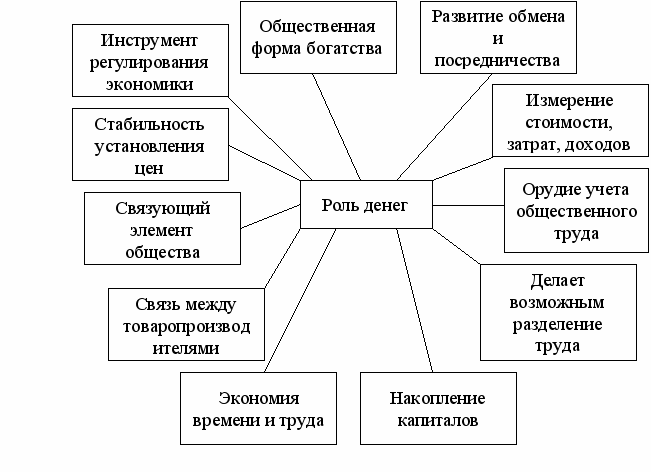 Общественная
форма богатства
Развитие обмена
и
посредничества
Инструмент
регулирования
экономики
Измерение
стоимости,
затрат, доходов
Стабильность
установления
цен
Роль денег
Орудие учета
общественного
труда
Связующий
элемент
общества
Делает
возможным
разделение
труда
Связь между
товаропроизвод
ителями
Экономия
времени и труда
Накопление
капиталов